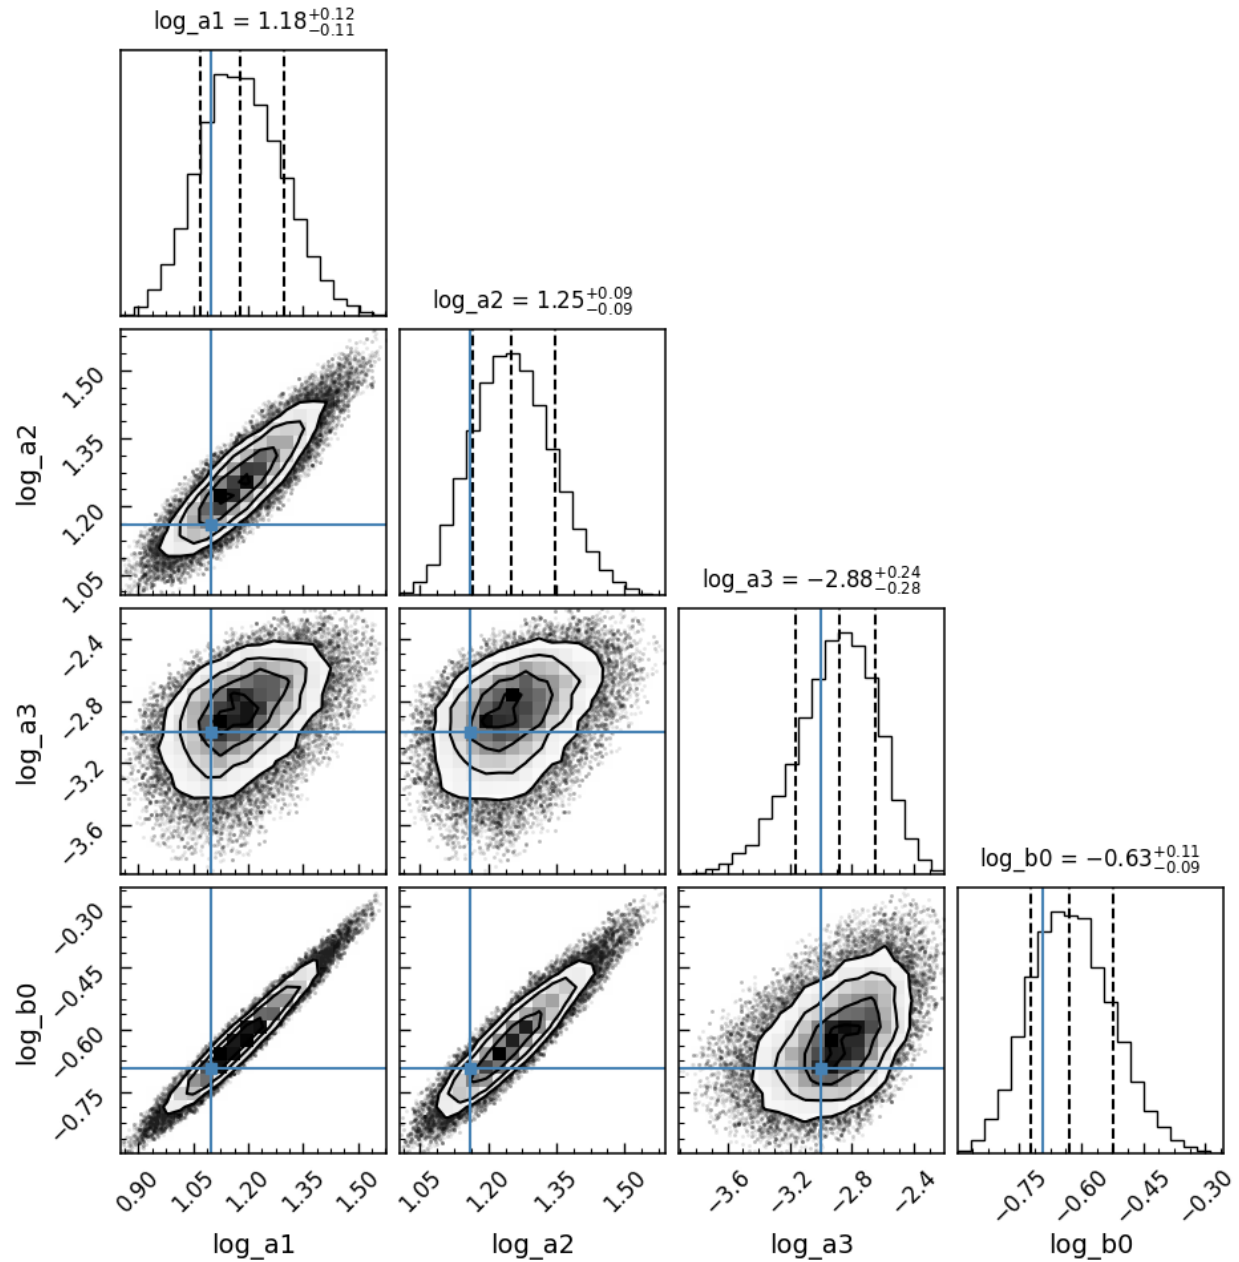 log_a1 = 1.18+0.12−0.11
log_a2 = 1.25+0.09−0.09
1.50
1.35
1.20
1.05
log_a2
log_a3 = −2.88+0.24−0.28
−2.4
−2.8
−3.2
−3.6
log_a3
log_b0 = −0.63+0.11−0.09
−0.30
−0.45
−0.60
−0.75
log_b0
0.90 1.05 1.20 1.35 1.50
1.05 1.20 1.35 1.50
−3.6 −3.2 −2.8 −2.4
−0.75 −0.60 −0.45 −0.30
log_a1 log_a2 log_a3 log_b0